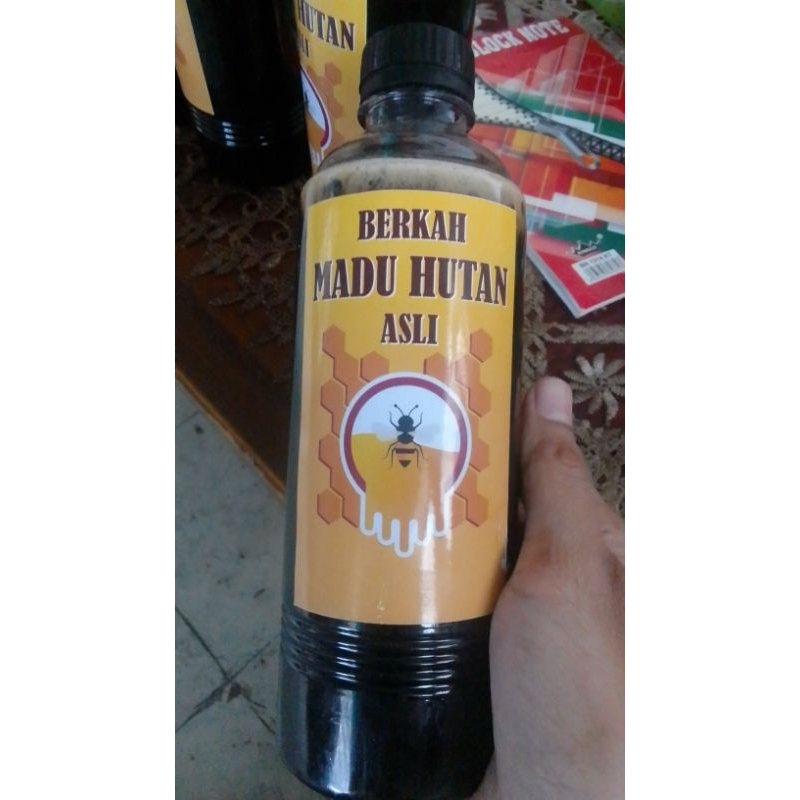 BERKAH
MADU HUTAN
ASLI
HUTAN
BLOCK NOTE